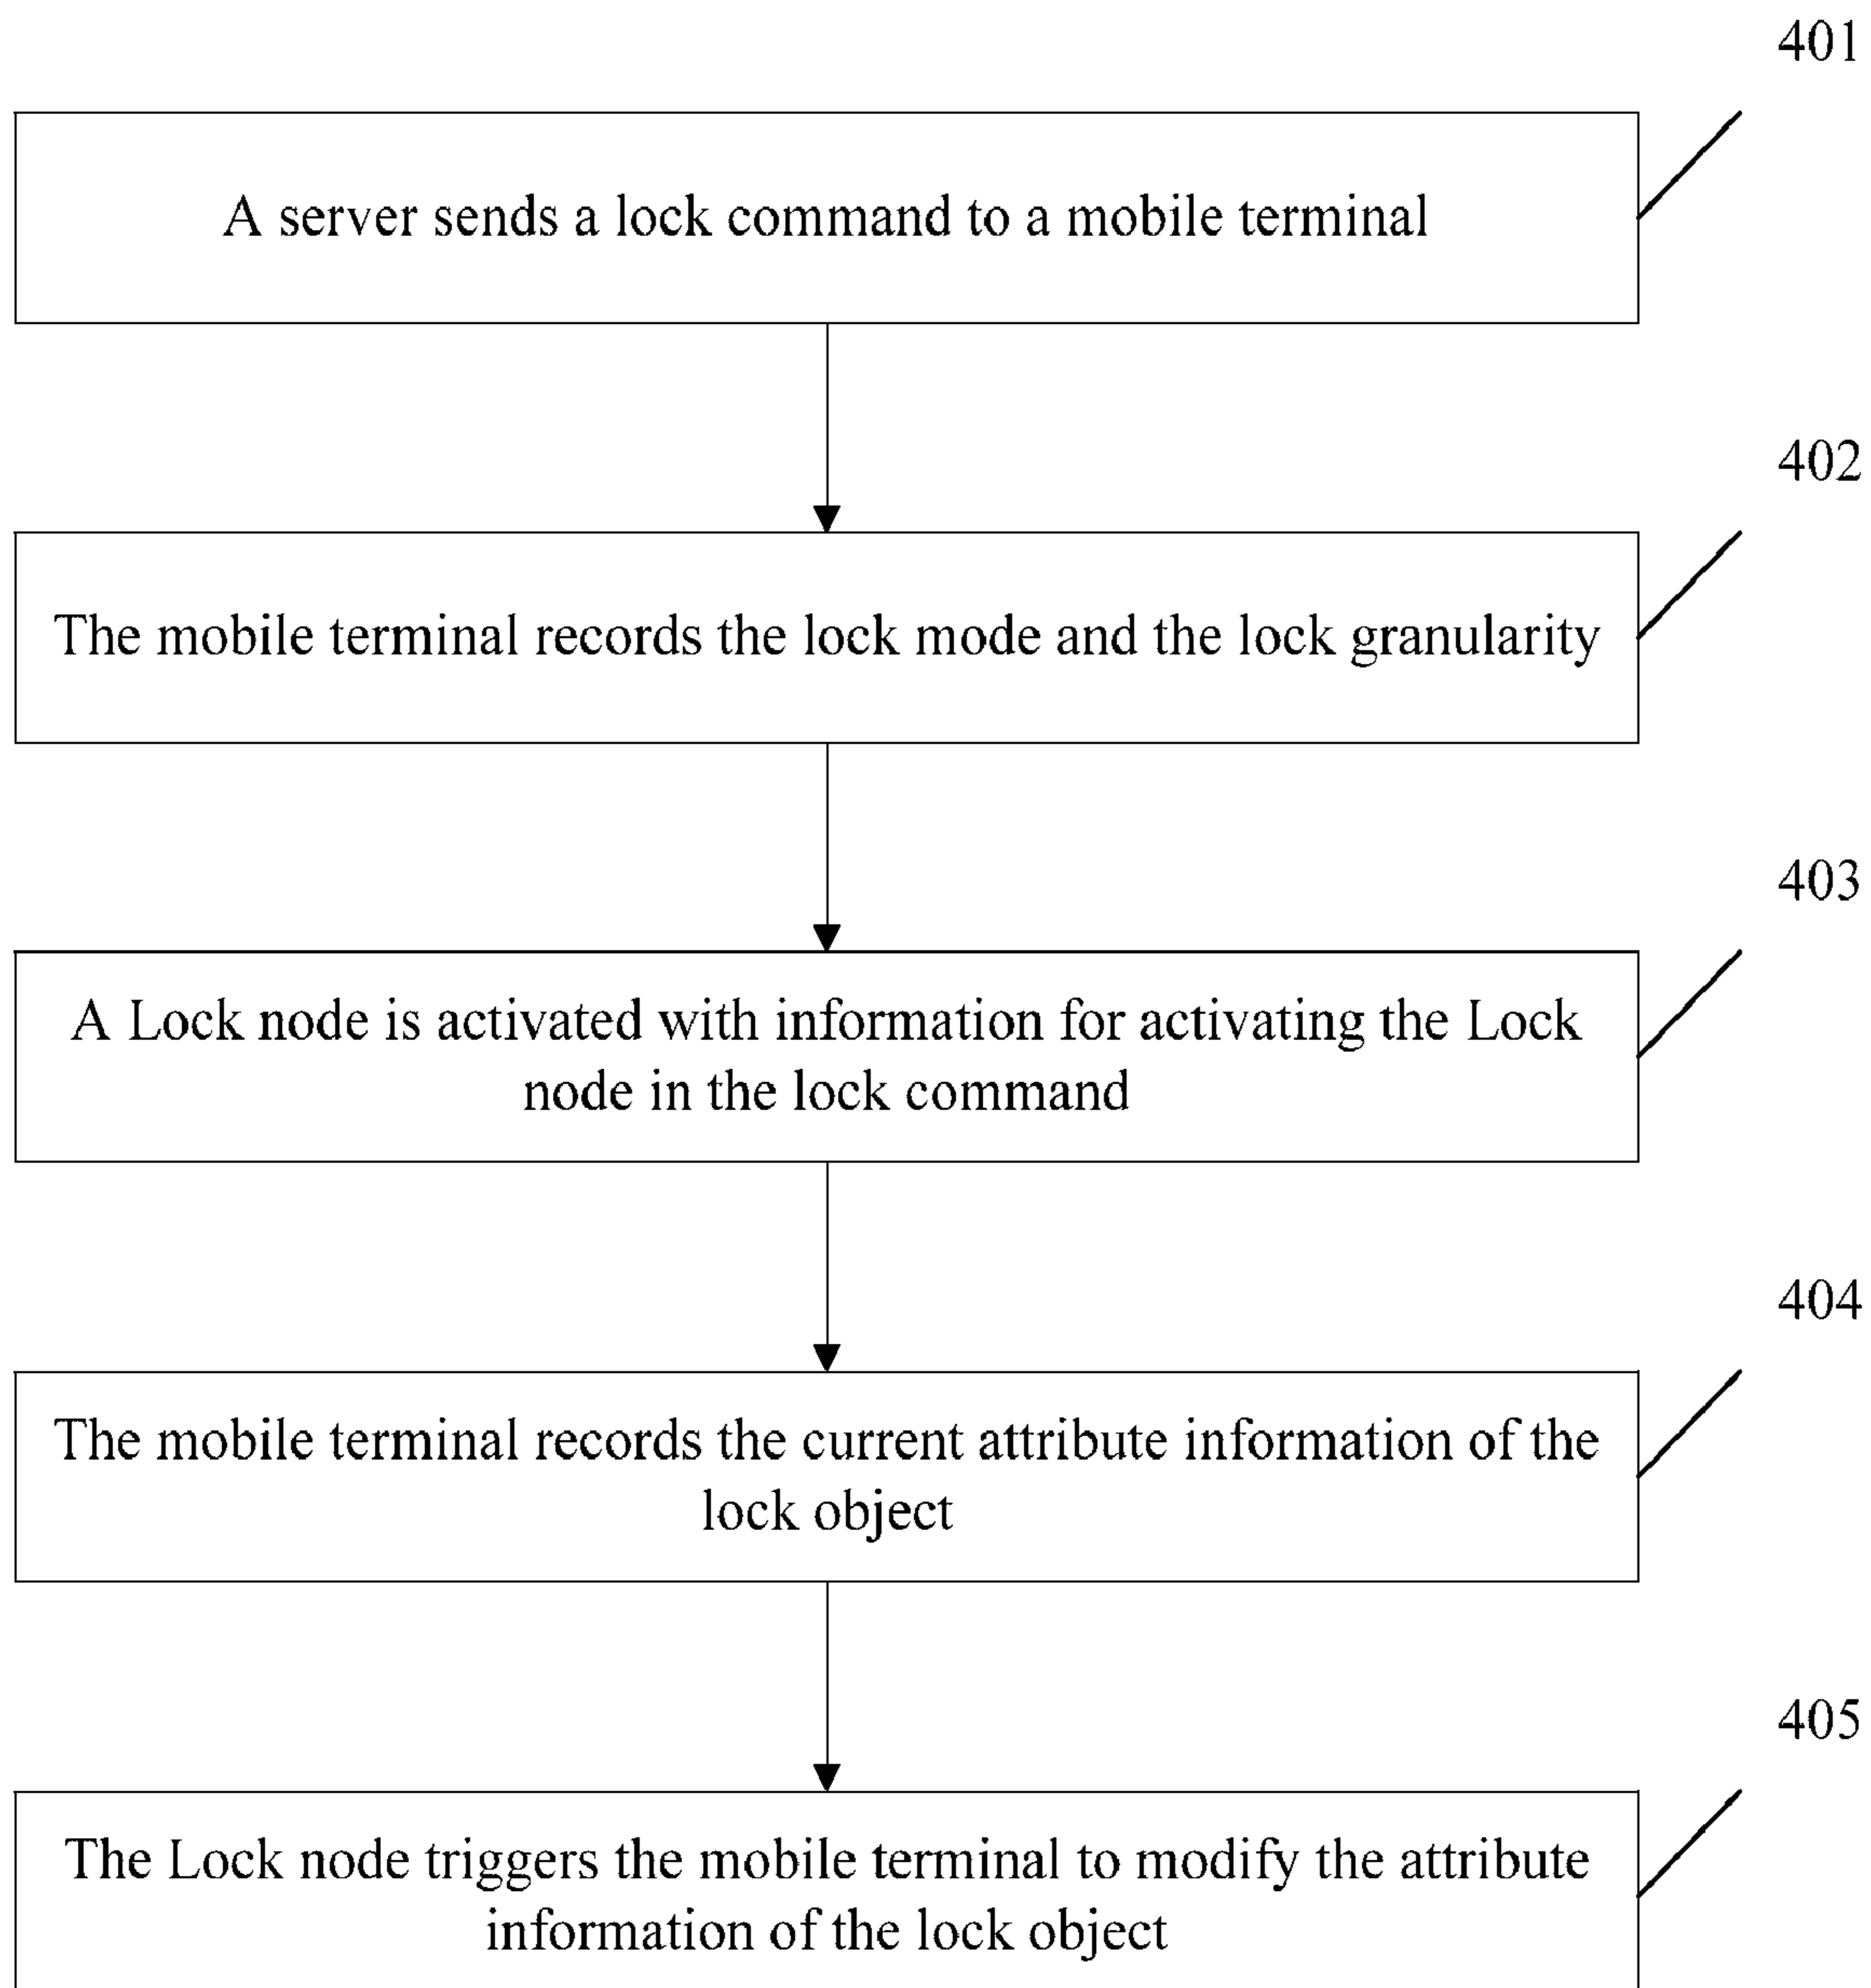 401
A server sends a lock command to a mobile terminal
402
The mobile terminal records the lock mode and the lock granularity
403
A Lock node is activated with information for activating the Lock
node in the lock command
404
The mobile terminal records the current attribute information of the
lock object
405
The Lock node triggers the mobile terminal to modify the attribute
information of the lock object